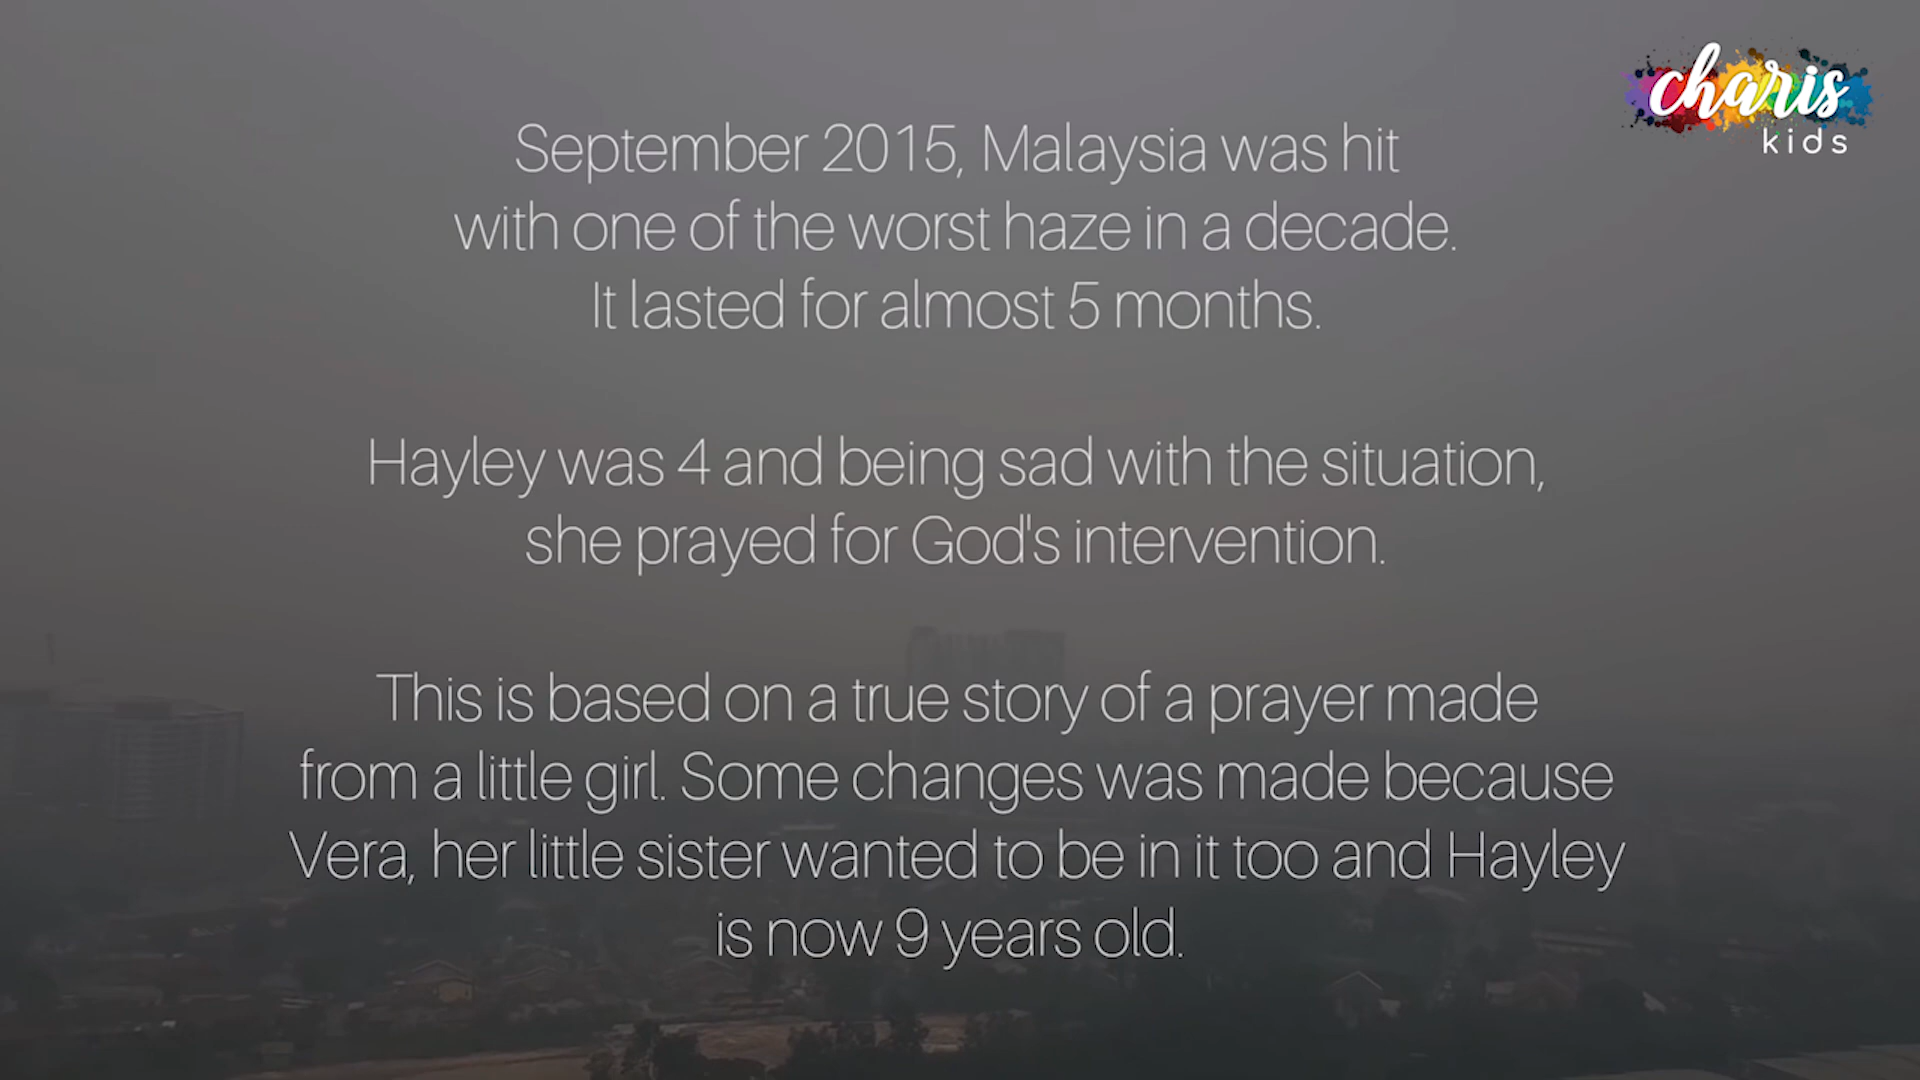 charis
kids
September 2015, Malaysia was hit
with one of the worst haze in a decade.
It lasted for almost 5 months.
Hayley was 4 and being sad with the situation,
she prayed for God's intervention.
This is based on a true story of a prayer made
from a little girl. Some changes was made because
Vera, her little sister wanted to be in it too and Hayley
is now 9 years old.